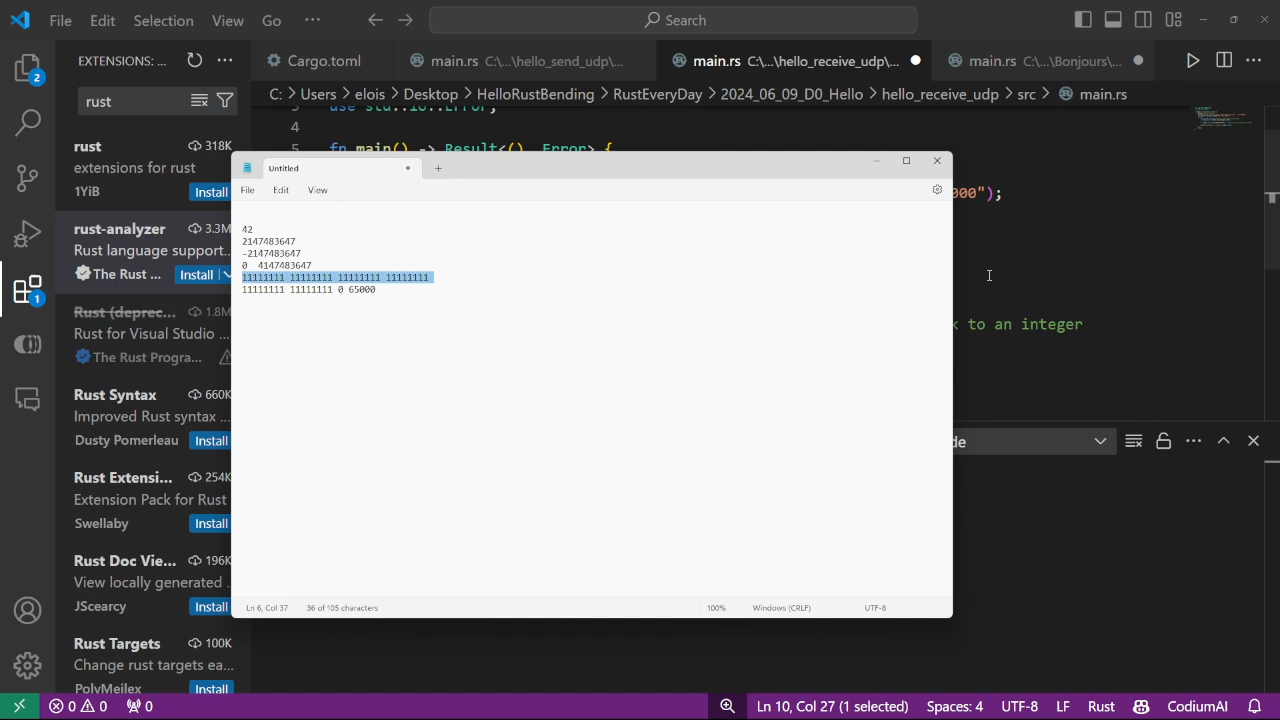 File Edit Selection View Go ··· Search
EXTENSIONS: ... Cargo.toml main.rs C:\...\hello_send_udp\... main.rs C:\...\hello_receive_udp\... main.rs C:\...\Bonjours\...
rust
C: > Users > elois > Desktop > HelloRustBending > RustEveryDay > 2024_06_09_D0_Hello > hello_receive_udp > src > main.rs
4
fn main() -> Result<(), Error> {
000");
k to an integer
de
rust 318K
extensions for rust
1YiB Install
rust-analyzer 3.3M
Rust language support...
The Rust ... Install
Rust (deprec... 1.8M
Rust for Visual Studio ...
The Rust Progra...
Rust Syntax 660K
Improved Rust syntax ...
Dusty Pomerleau Install
Rust Extensi... 254K
Extension Pack for Rust
Swellaby Install
Rust Doc Vie... 196K
View locally generated ...
JScearcy Install
Rust Targets 100K
Change rust targets ea...
PolyMeilex Install
2
1
Untitled
File Edit View
42
2147483647
-2147483647
0  4147483647
11111111 11111111 11111111 11111111
11111111 11111111 0 65000
Ln 6, Col 37 36 of 105 characters 100% Windows (CRLF) UTF-8
0 0 0 Ln 10, Col 27 (1 selected) Spaces: 4 UTF-8 LF Rust CodiumAI